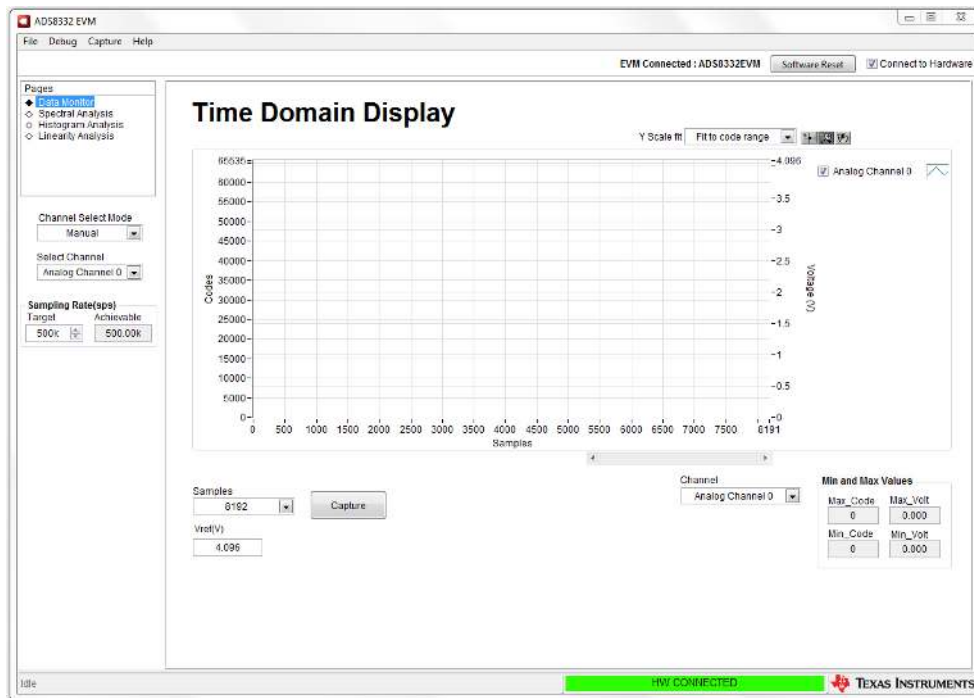 ADS8332 EVM
File Debug Capture Help
EVM Connected : ADS8332EVM Software Reset Connect to Hardware
Pages
Data Monitor
Spectral Analysis
Histogram Analysis
Linearity Analysis
Channel Select Mode
Manual
Select Channel
Analog Channel 0
Sampling Rate(sps)
Target Achievable
500k 500.00k
Time Domain Display
Y Scale fit Fit to code range
Analog Channel 0
Codes
65535
60000
55000
50000
45000
40000
35000
30000
25000
20000
15000
10000
5000
0
4.096
3.5
3
2.5
2
1.5
1
0.5
0
Voltage (V)
0 500 1000 1500 2000 2500 3000 3500 4000 4500 5000 5500 6000 6500 7000 7500 8191
Samples
Samples
8192
Capture
Vref(V)
4.096
Channel
Analog Channel 0
Min and Max Values
Max_Code Max_Volt
0 0.000
Min_Code Min_Volt
0 0.000
Idle
HW CONNECTED
TEXAS INSTRUMENTS